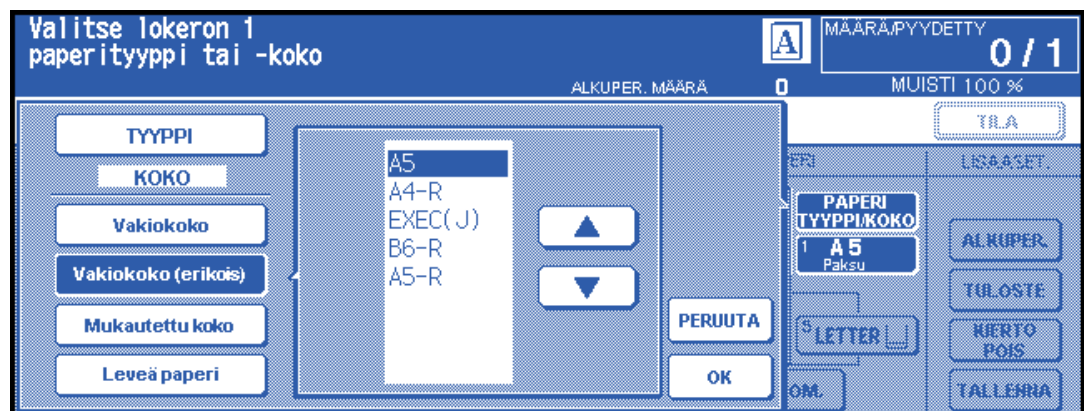 Valitse lokeron 1
paperityyppi tai -koko
A
MÄÄRÄ/PYYDETTY
0 / 1
ALKUPER. MÄÄRÄ 0
MUISTI 100 %
TILA
TYYPPI
KOKO
Vakiokoko
Vakiokoko (erikois)
Mukautettu koko
Leveä paperi
A5
A4-R
EXEC(J)
B6-R
A5-R
PERUUTA
OK
PERI
PAPERI
TYYPPI/KOKO
1 A5
Paksu
S LETTER
OM.
LISÄASET.
ALKUPER.
TULOSTE
KIERTO
POIS
TALLENNA